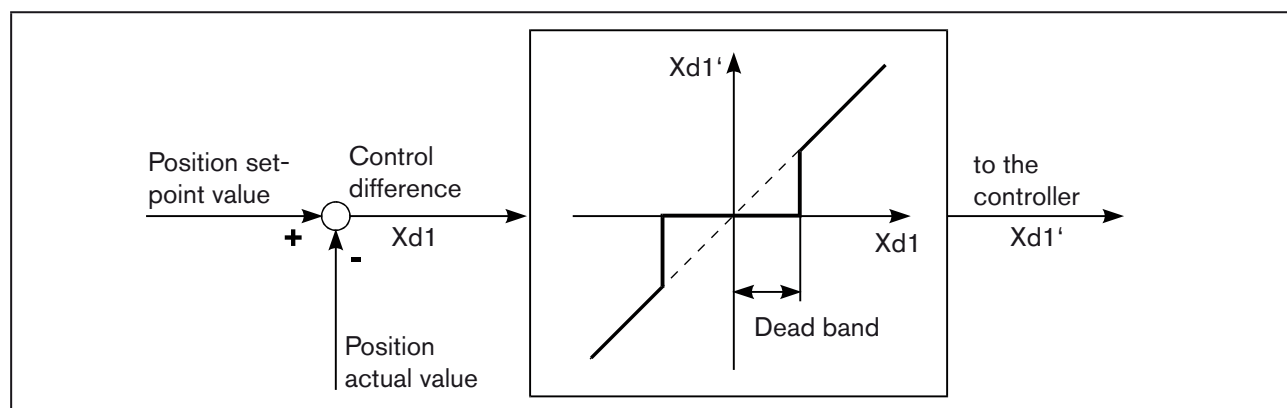 Position set-
point value
+
-
Control
difference
Xd1
Position
actual value
Xd1‘
Xd1
Dead band
to the
controller
Xd1‘